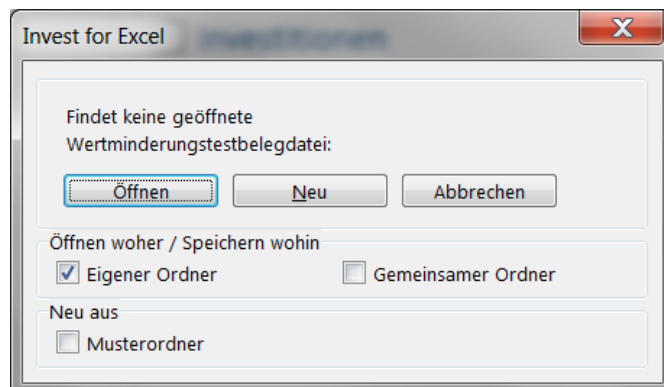 Invest for Excel
Investitionen
Findet keine geöffnete
Wertminderungstestbelegdatei:
Öffnen
Neu
Abbrechen
Öffnen woher / Speichern wohin
Eigener Ordner
Gemeinsamer Ordner
Neu aus
Musterordner